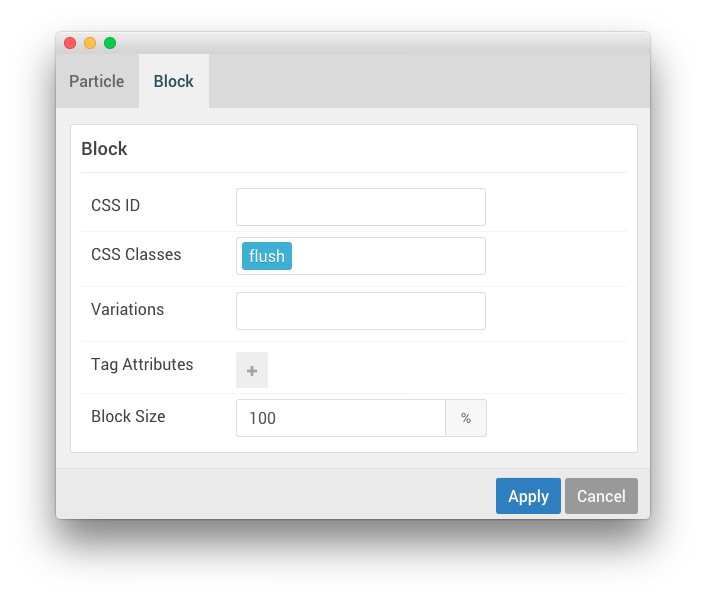 Particle Block
Block
CSS ID
CSS Classes flush
Variations
Tag Attributes +
Block Size 100 %
Apply Cancel